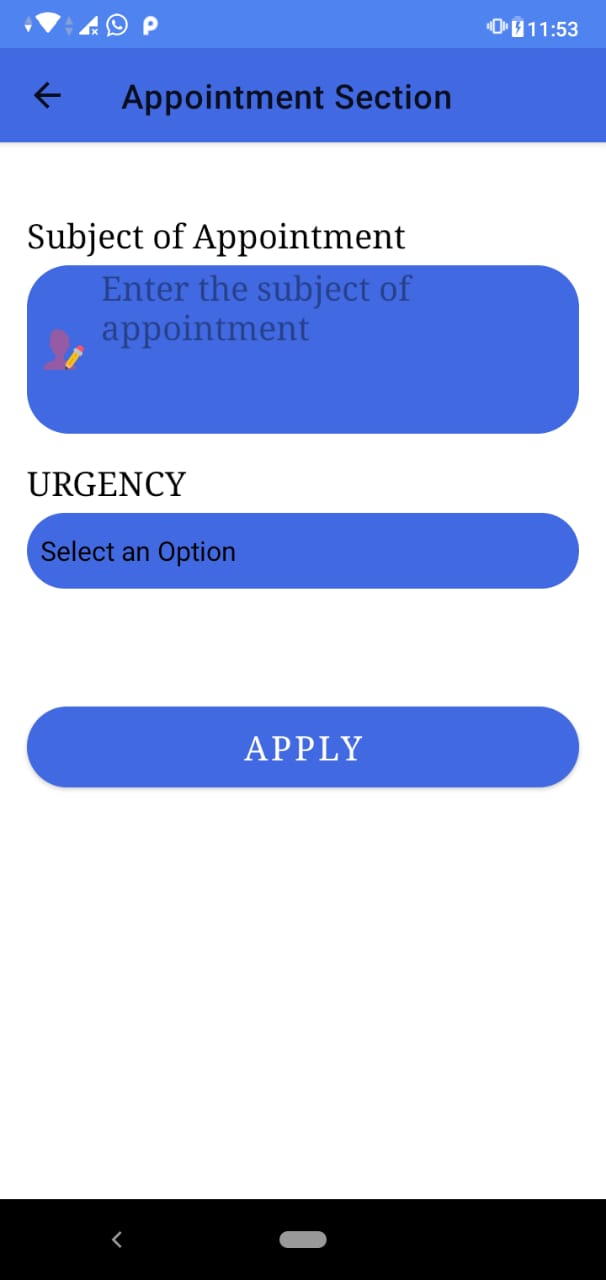 11:53
Appointment Section
Subject of Appointment
Enter the subject of
appointment
URGENCY
Select an Option
APPLY